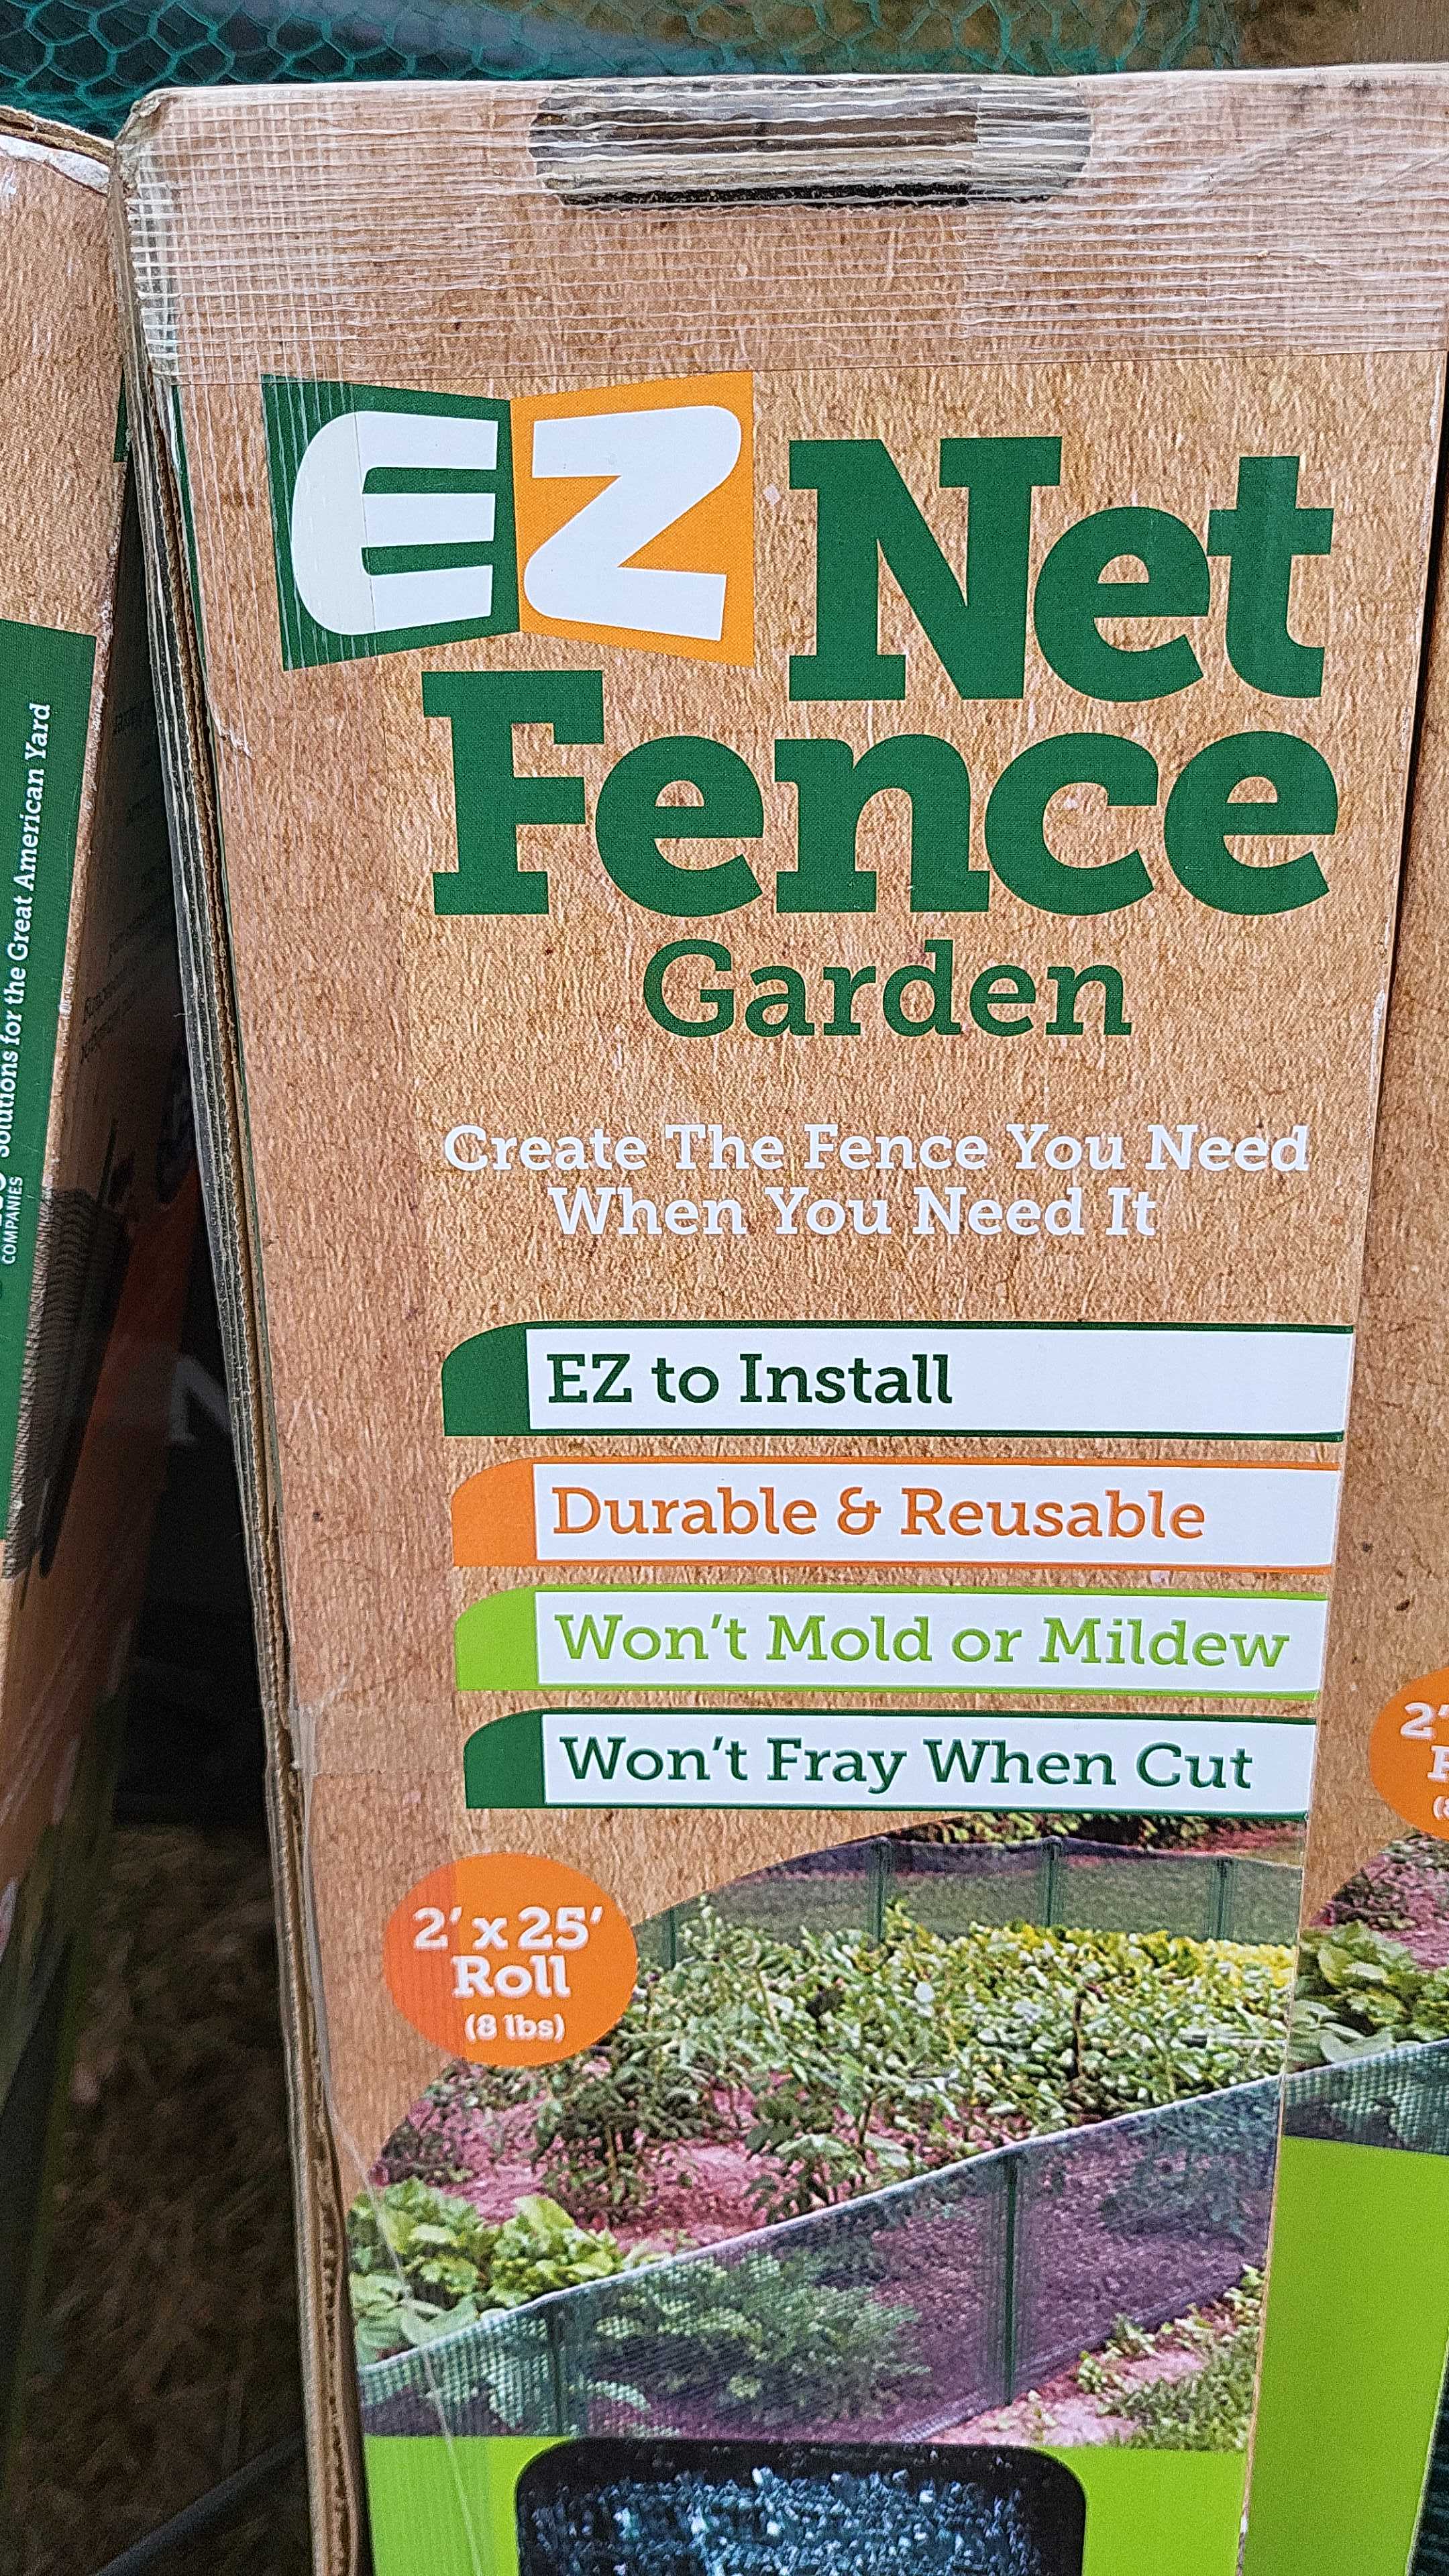 EZ Net
Fence
Garden
Create The Fence You Need
When You Need It
EZ to Install
Durable & Reusable
Won't Mold or Mildew
Won't Fray When Cut
2' x 25'
Roll
(8 lbs)
Solutions for the Great American Yard
COMPANIES
2'